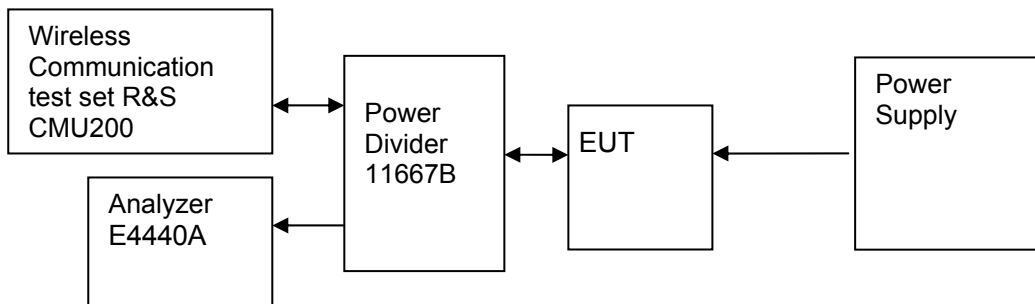 Wireless
Communication
test set R&S
CMU200
Analyzer
E4440A
Power
Divider
11667B
EUT
Power
Supply